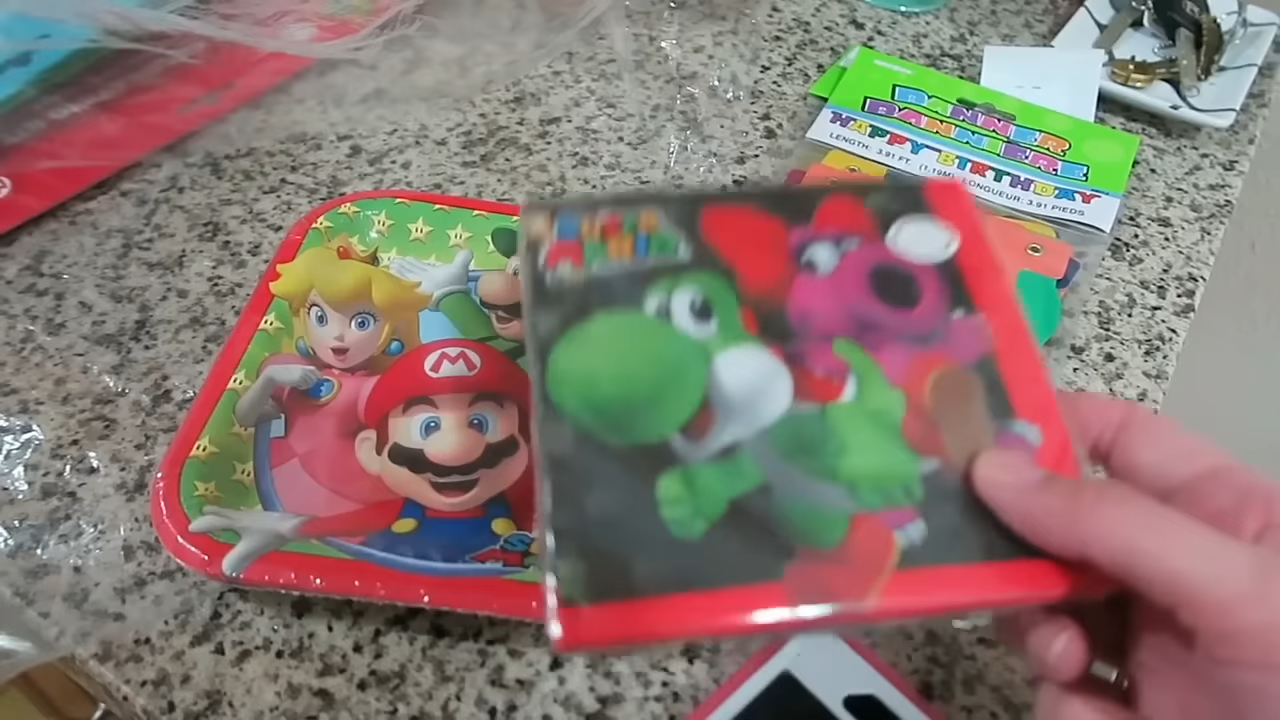 BANNER
BANNIÈRE
HAPPY BIRTHDAY
LENGTH: 3.91 FT. (1.19M) LONGUEUR: 3.91 PIEDS
M